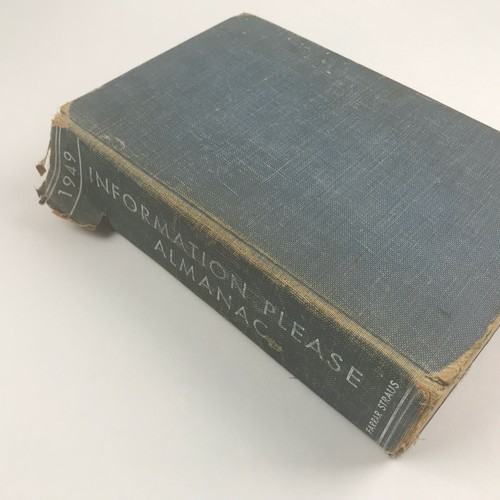 1949
INFORMATION PLEASE
ALMANAC
FARRAR STRAUS